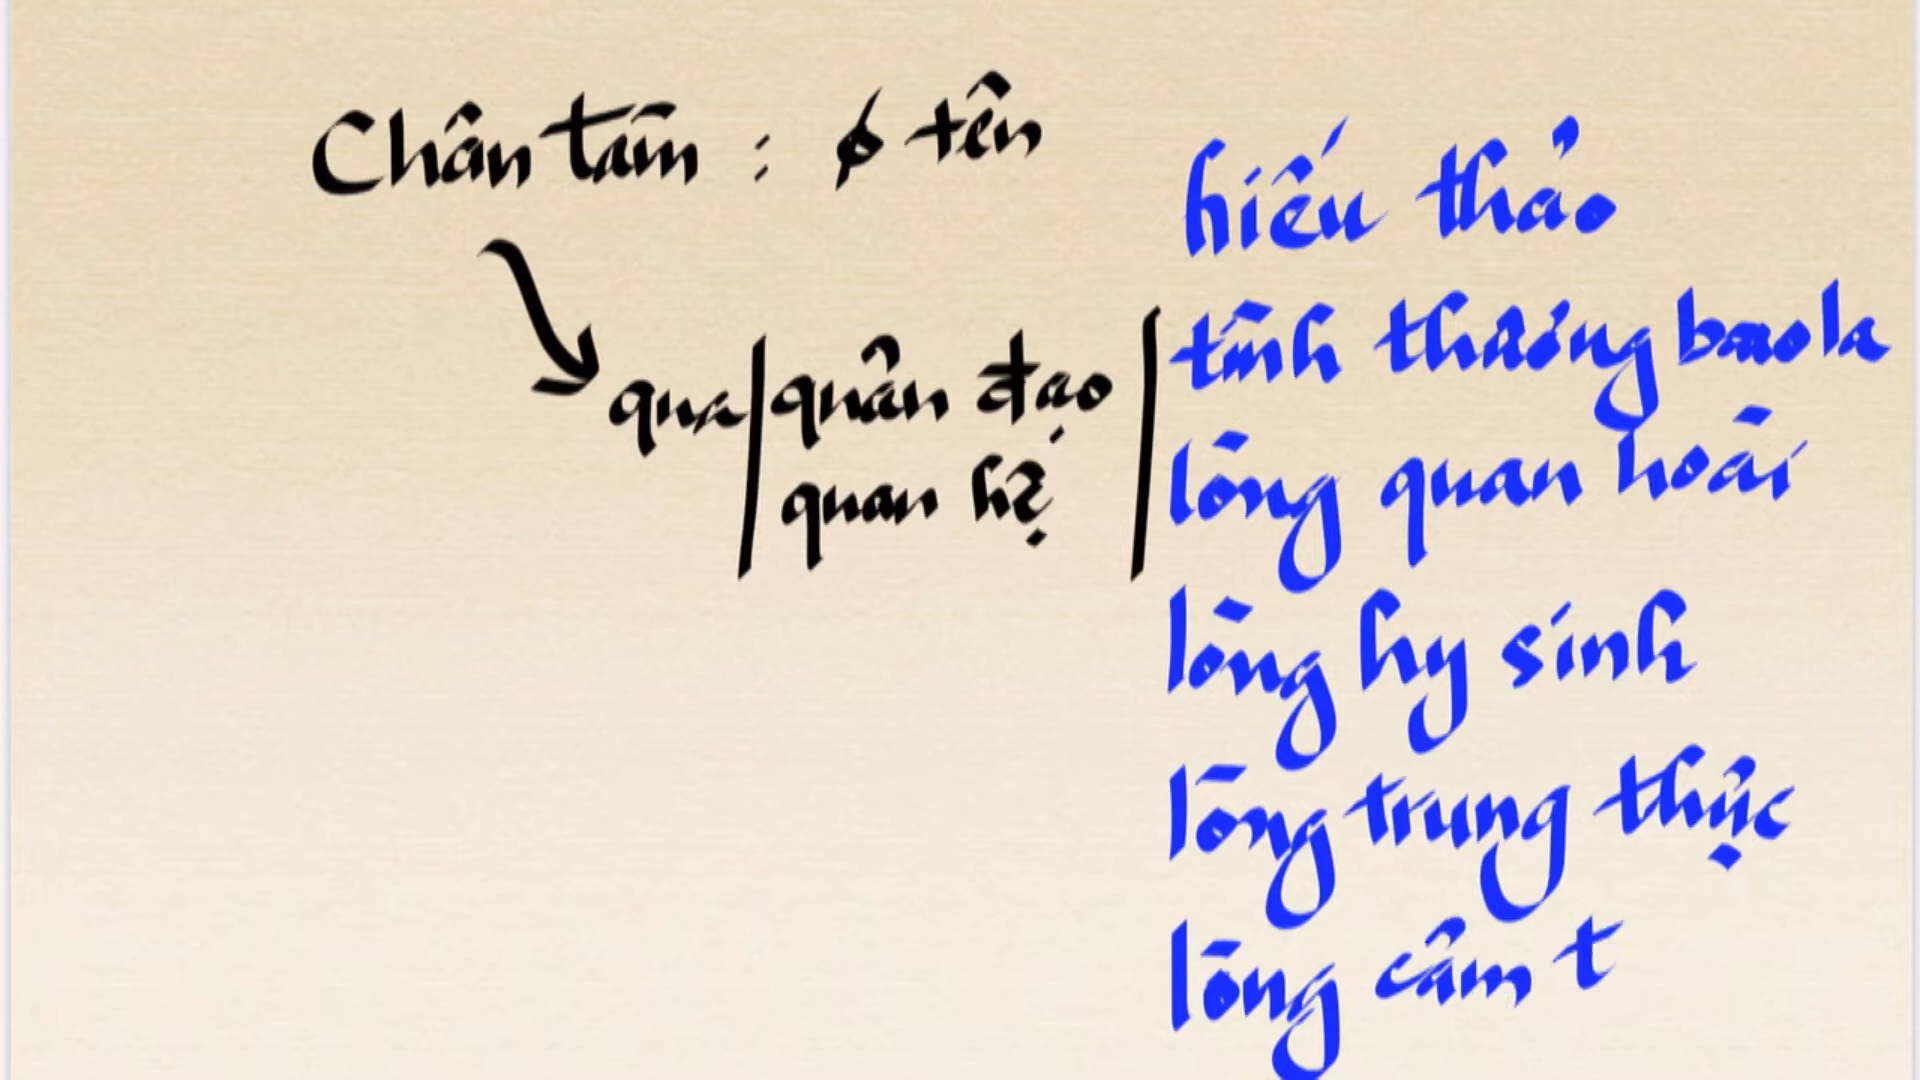 Chân tâm : ∅ tên
qua quân đạo
quan hệ
hiếu thảo
tình thương bao la
lòng quan hoài
lòng hy sinh
lòng trung thực
lòng cảm t